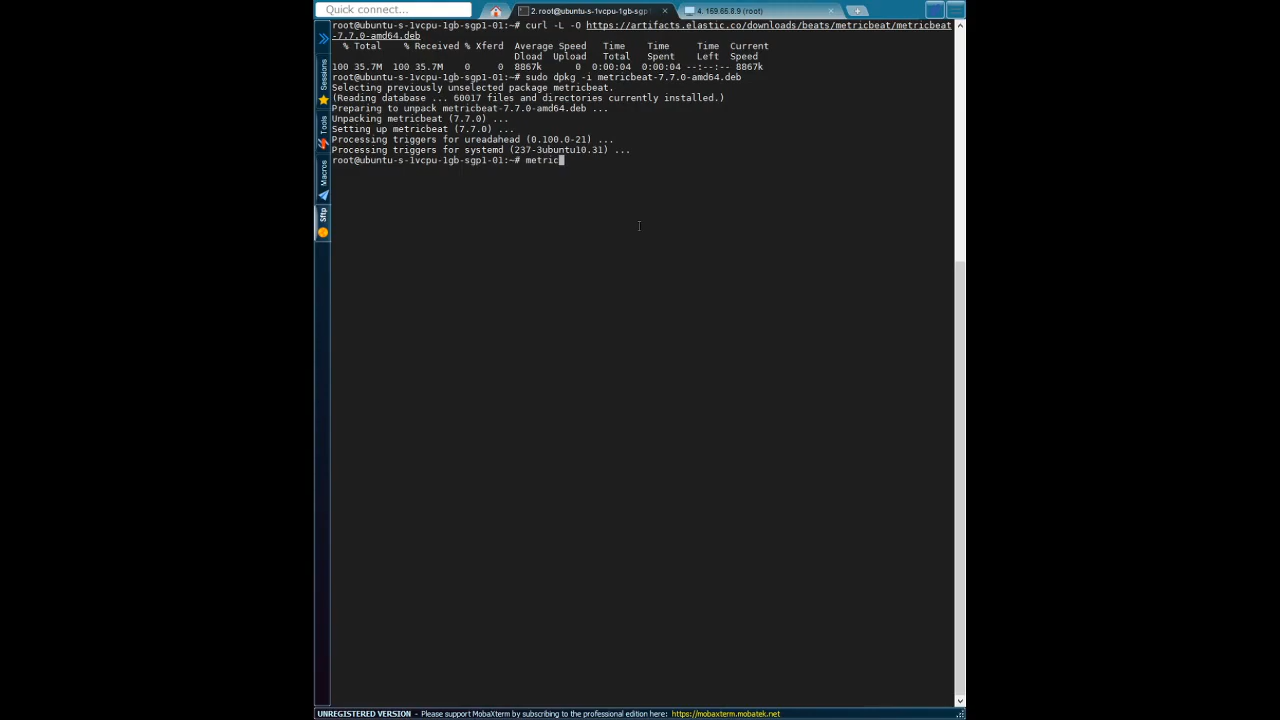 Quick connect...
2. root@ubuntu-s-1vcpu-1gb-sgp1
4. 159.65.8.9 (root)
root@ubuntu-s-1vcpu-1gb-sgp1-01:~# curl -L -O https://artifacts.elastic.co/downloads/beats/metricbeat/metricbeat
-7.7.0-amd64.deb
% Total % Received % Xferd Average Speed Time Time Time Current
Dload Upload Total Spent Left Speed
100 35.7M 100 35.7M 0 0 8867k 0 0:00:04 0:00:04 --:--:-- 8867k
root@ubuntu-s-1vcpu-1gb-sgp1-01:~# sudo dpkg -i metricbeat-7.7.0-amd64.deb
Selecting previously unselected package metricbeat.
(Reading database ... 60017 files and directories currently installed.)
Preparing to unpack metricbeat-7.7.0-amd64.deb ...
Unpacking metricbeat (7.7.0) ...
Setting up metricbeat (7.7.0) ...
Processing triggers for ureadahead (0.100.0-21) ...
Processing triggers for systemd (237-3ubuntu10.31) ...
root@ubuntu-s-1vcpu-1gb-sgp1-01:~# metric
Sessions
Tools
Macros
Sftp
UNREGISTERED VERSION - Please support MobaXterm by subscribing to the professional edition here: https://mobaxterm.mobatek.net